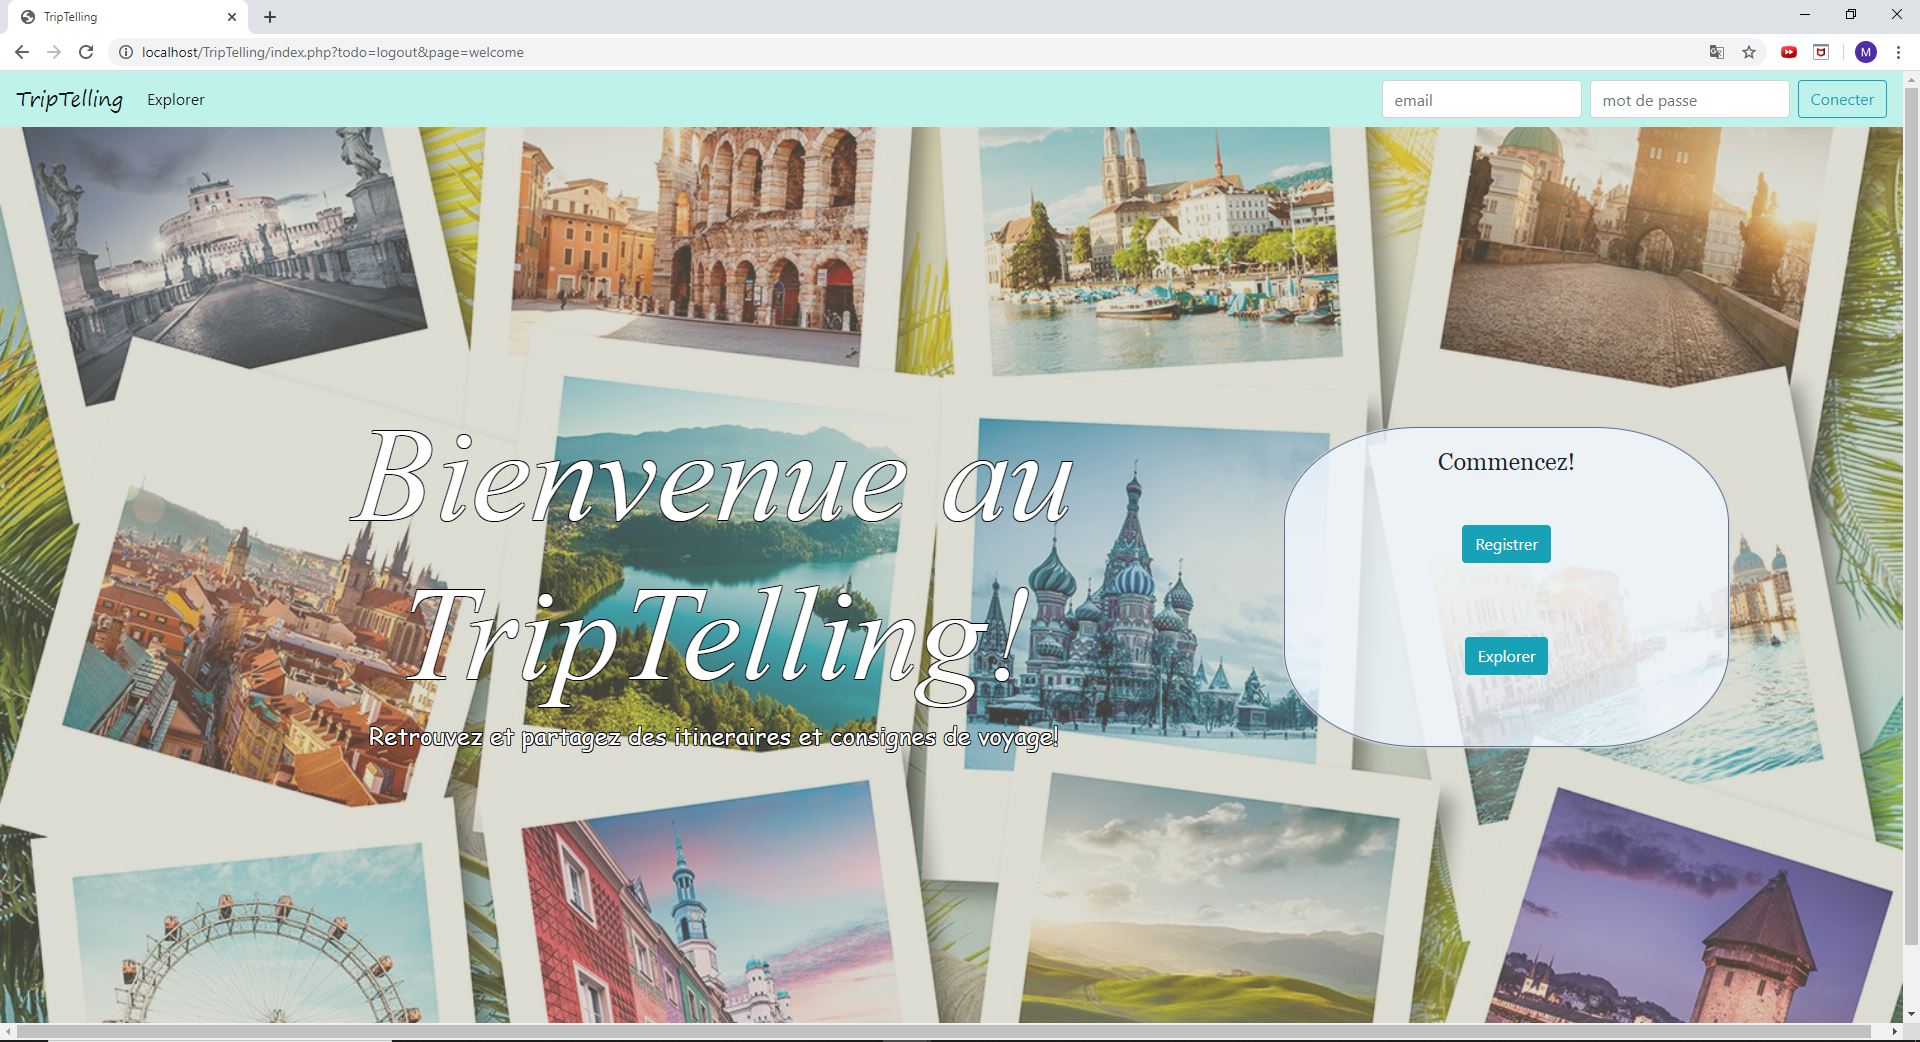 TripTelling
localhost/TripTelling/index.php?todo=logout&page=welcome
M
TripTelling Explorer email mot de passe Conecter
Bienvenue au
TripTelling!
Retrouvez et partagez des itineraires et consignes de voyage!
Commencez!
Registrer
Explorer